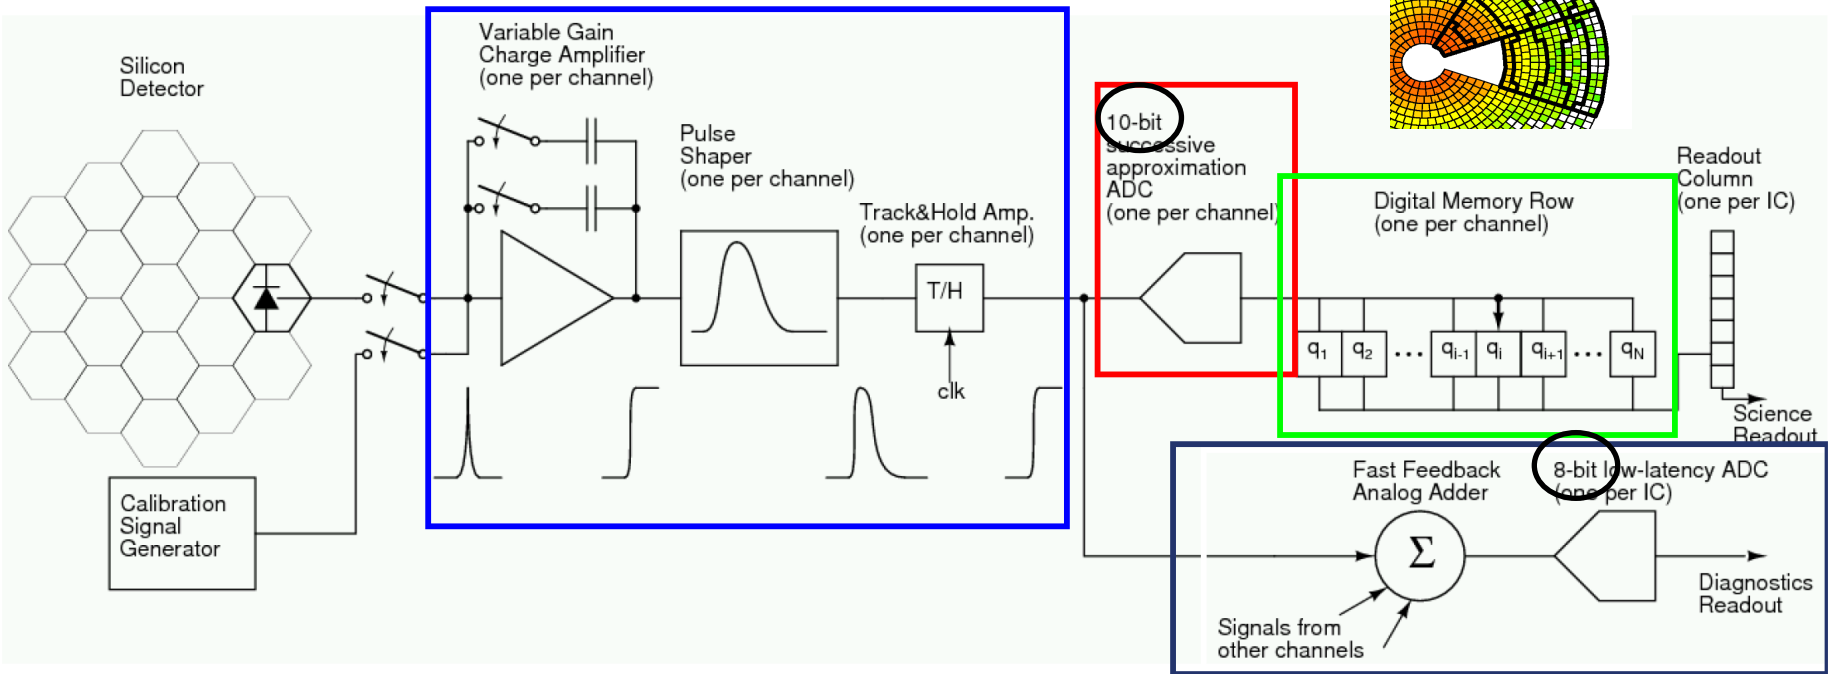 Silicon
Detector
Variable Gain
Charge Amplifier
(one per channel)
Pulse
Shaper
(one per channel)
Track&Hold Amp.
(one per channel)
T/H
clk
10-bit
successive
approximation
ADC
(one per channel)
Digital Memory Row
(one per channel)
Readout
Column
(one per IC)
q1 q2 ••• qi-1 qi qi+1 ••• qN
Science
Readout
Calibration
Signal
Generator
Fast Feedback
Analog Adder
8-bit low-latency ADC
(one per IC)
Σ
Diagnostics
Readout
Signals from
other channels